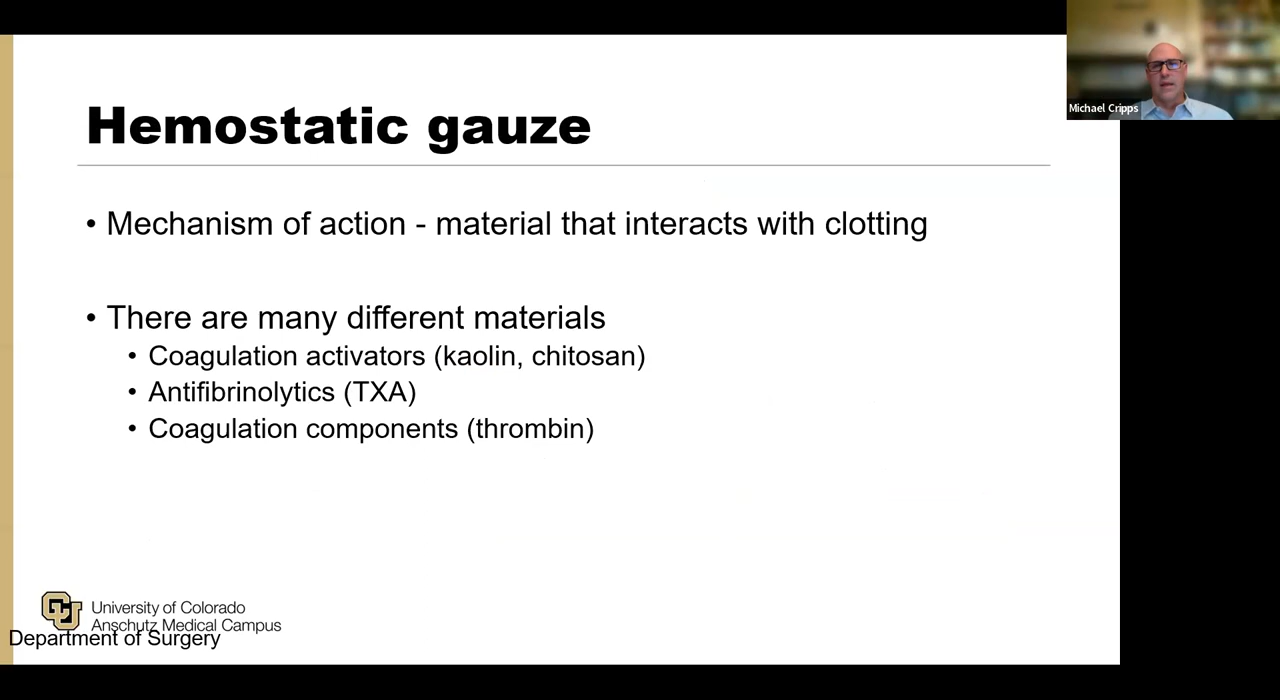 Michael Cripps
Hemostatic gauze
• Mechanism of action - material that interacts with clotting
• There are many different materials
• Coagulation activators (kaolin, chitosan)
• Antifibrinolytics (TXA)
• Coagulation components (thrombin)
CU
University of Colorado
Anschutz Medical Campus
Department of Surgery